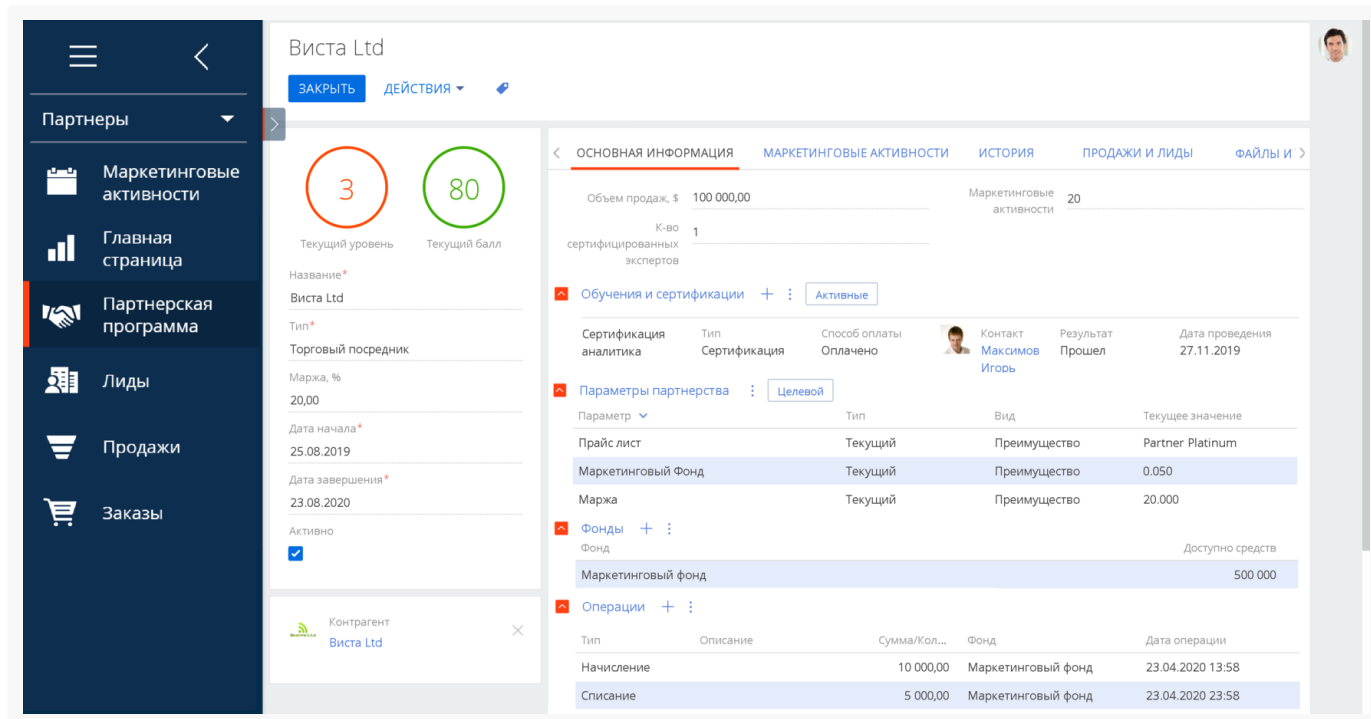 Виста Ltd
ЗАКРЫТЬ ДЕЙСТВИЯ
Партнеры
Маркетинговые
активности
Главная
страница
Партнерская
программа
Лиды
Продажи
Заказы
3 80
Текущий уровень Текущий балл
Название*
Виста Ltd
Тип*
Торговый посредник
Маржа, %
20,00
Дата начала*
25.08.2019
Дата завершения*
23.08.2020
Активно
Контрагент
Виста Ltd
ОСНОВНАЯ ИНФОРМАЦИЯ МАРКЕТИНГОВЫЕ АКТИВНОСТИ ИСТОРИЯ ПРОДАЖИ И ЛИДЫ ФАЙЛЫ И
Объем продаж, $ 100 000,00
Маркетинговые
активности
20
К-во
сертифицированных
экспертов
1
Обучения и сертификации Активные
Сертификация
аналитика
Тип
Сертификация
Способ оплаты
Оплачено
Контакт
Максимов
Игорь
Результат
Прошел
Дата проведения
27.11.2019
Параметры партнерства Целевой
Параметр Тип Вид Текущее значение
Прайс лист Текущий Преимущество Partner Platinum
Маркетинговый Фонд Текущий Преимущество 0.050
Маржа Текущий Преимущество 20.000
Фонды
Фонд Доступно средств
Маркетинговый фонд 500 000
Операции
Тип Описание Сумма/Кол... Фонд Дата операции
Начисление 10 000,00 Маркетинговый фонд 23.04.2020 13:58
Списание 5 000,00 Маркетинговый фонд 23.04.2020 23:58